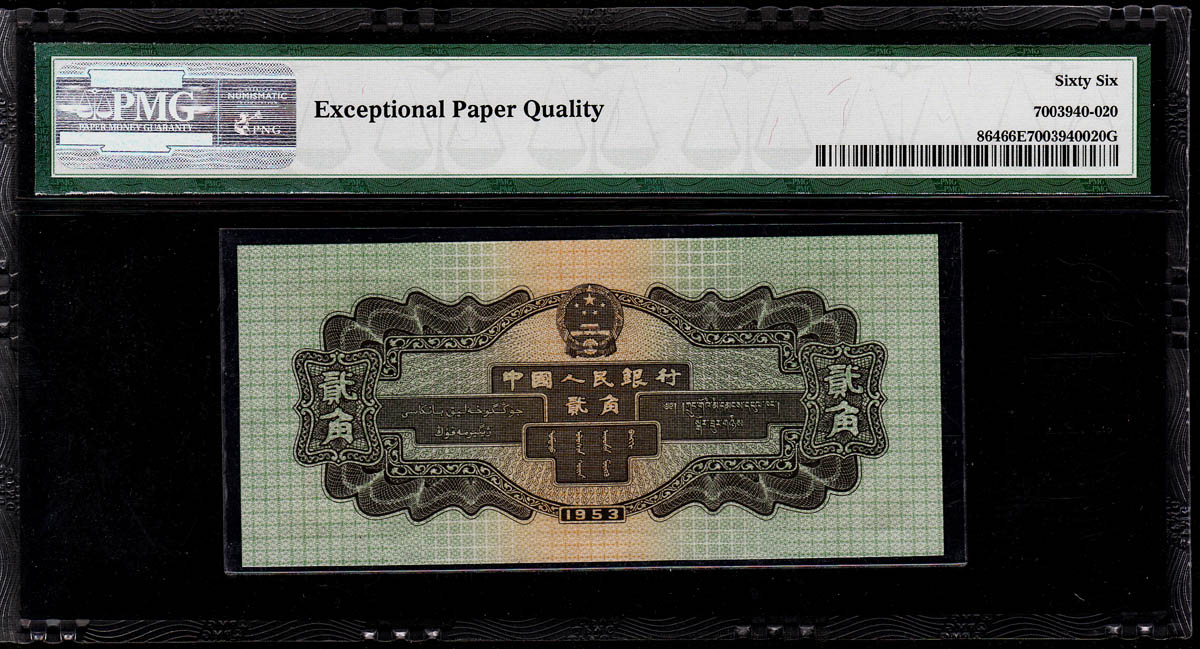 PMG
PAPER MONEY GUARANTY
NUMISMATIC
PNG
Exceptional Paper Quality
Sixty Six
7003940-020
86466E7003940020G
中國人民銀行
貳角
貳角
貳角
1953